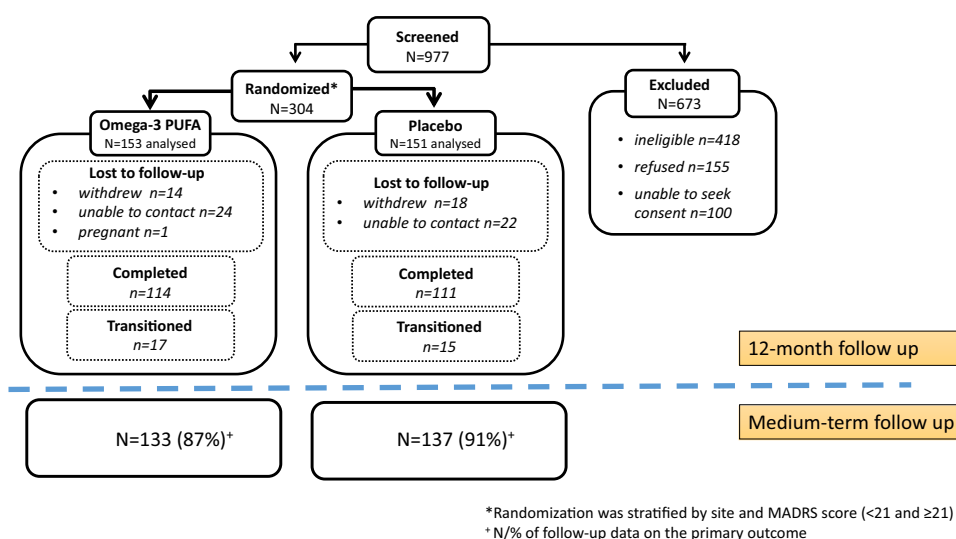 Screened
N=977
Randomized*
N=304
Excluded
N=673
• ineligible n=418
• refused n=155
• unable to seek
consent n=100
Omega-3 PUFA
N=153 analysed
Lost to follow-up
• withdrew n=14
• unable to contact n=24
• pregnant n=1
Completed
n=114
Transitioned
n=17
Placebo
N=151 analysed
Lost to follow-up
• withdrew n=18
• unable to contact n=22
Completed
n=111
Transitioned
n=15
12-month follow up
N=133 (87%)⁺
N=137 (91%)⁺
Medium-term follow up
*Randomization was stratified by site and MADRS score (<21 and ≥21)
⁺ N/% of follow-up data on the primary outcome